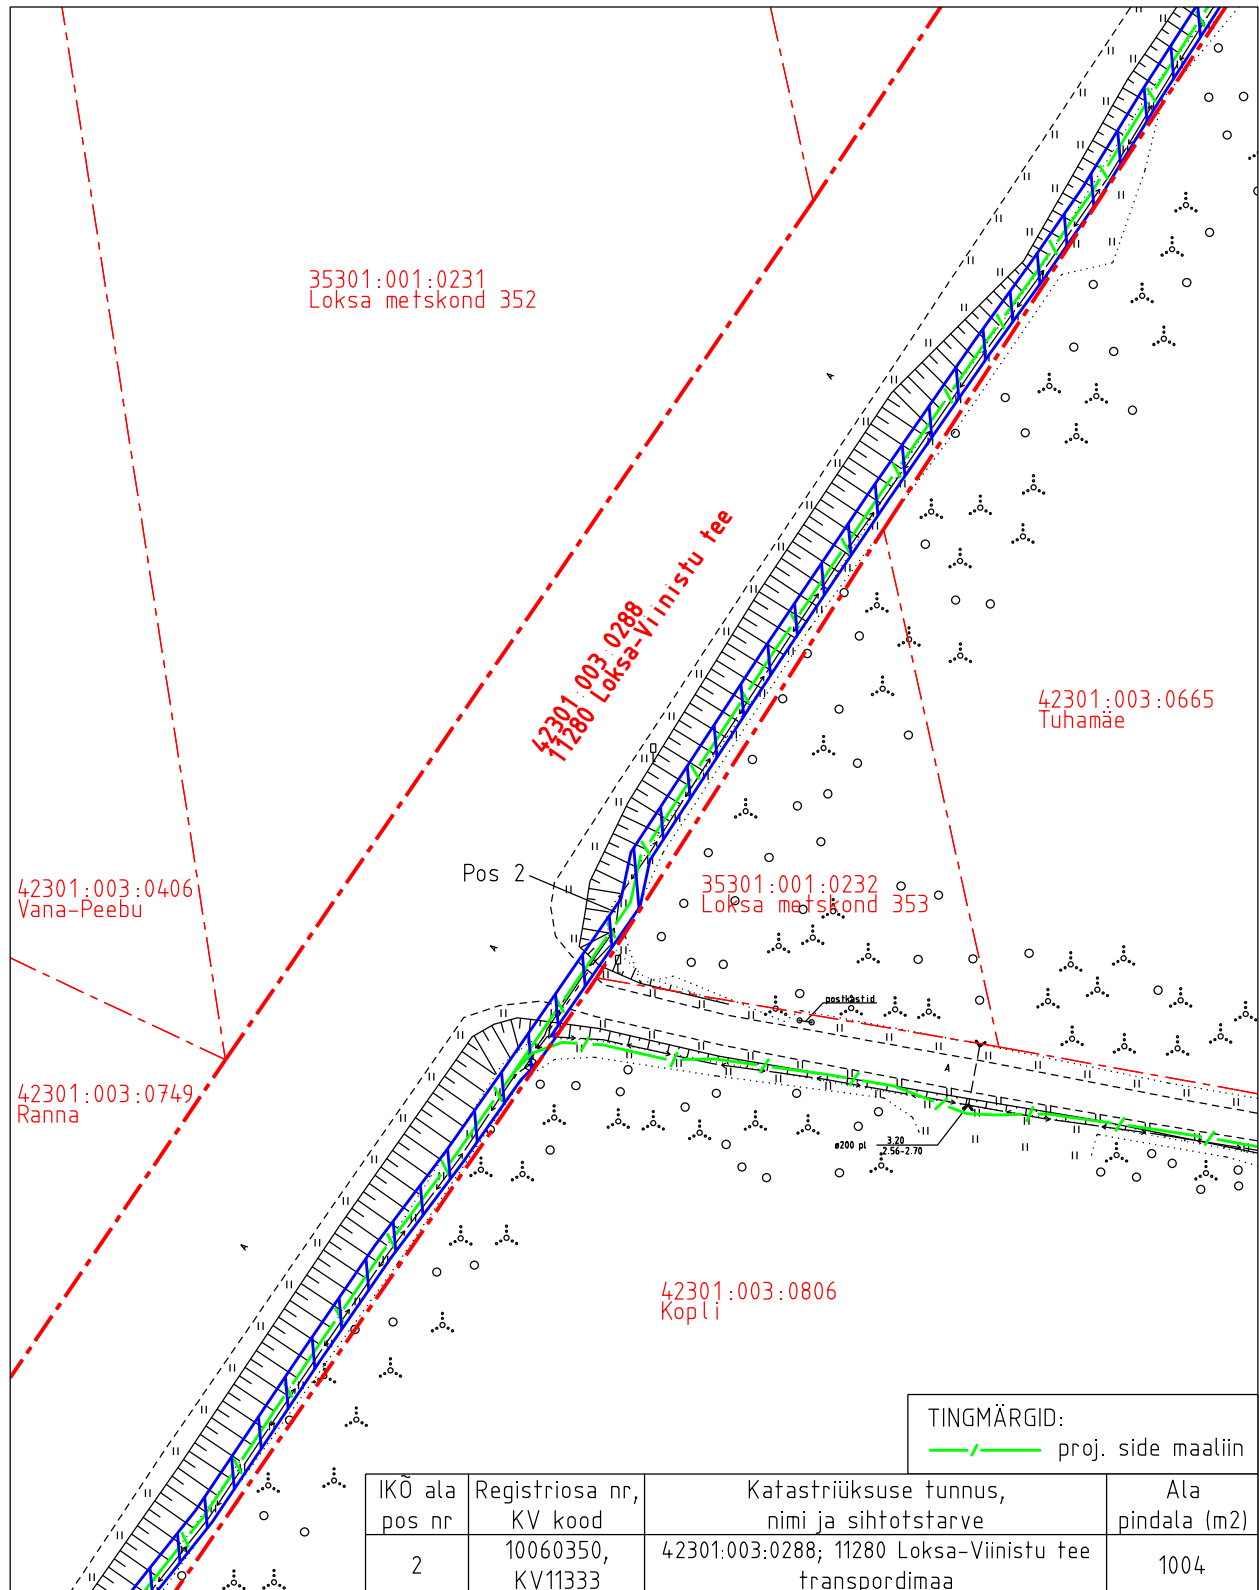 35301:001:0231
Loksa metskond 352
42301:003:0288
11280 Loksa-Viinistu tee
42301:003:0665
Tuhamäe
Pos 2
42301:003:0406
Vana-Peebu
35301:001:0232
Loksa metskond 353
postkastid
42301:003:0749
Ranna
ø200 pl 3.20
2.56-2.70
42301:003:0806
Kopli
TINGMÄRGID:
proj. side maaliin
IKÕ ala pos nr
Registriosa nr, KV kood
Katastriüksuse tunnus, nimi ja sihtotstarve
Ala pindala (m2)
2
10060350, KV11333
42301:003:0288; 11280 Loksa-Viinistu tee transpordimaa
1004